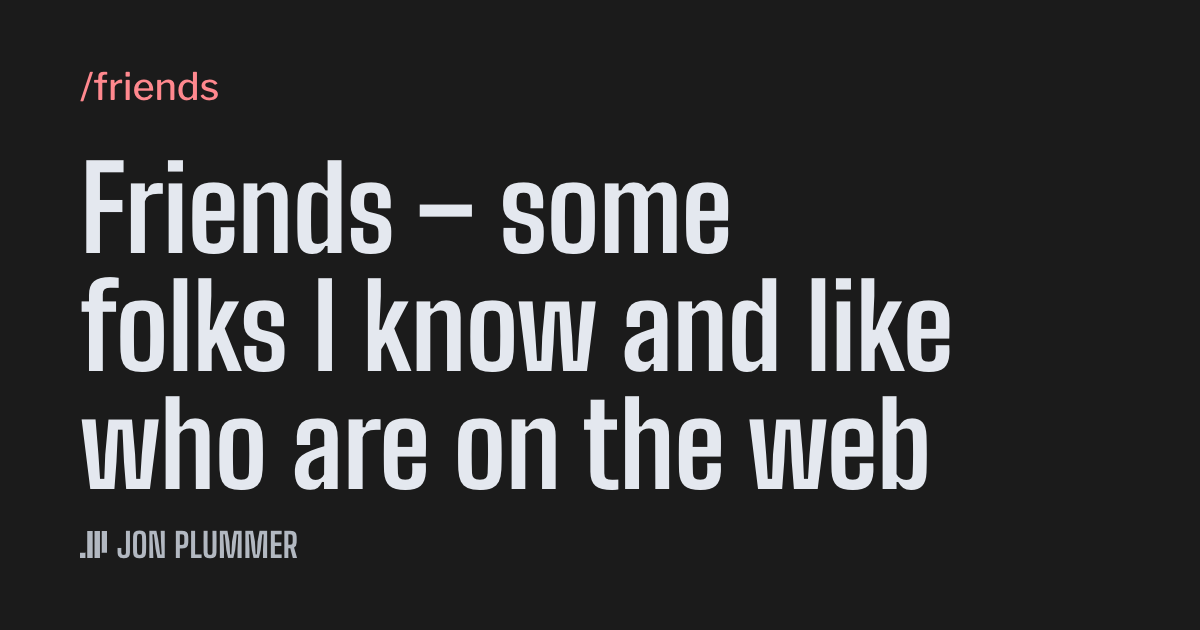 /friends
Friends – some
folks I know and like
who are on the web
JON PLUMMER